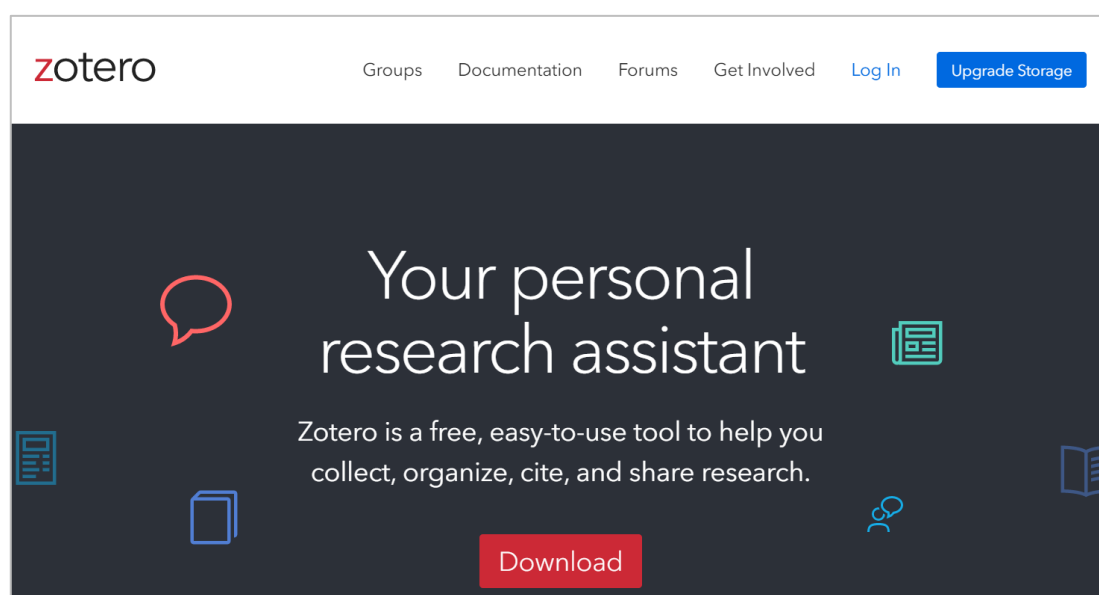 zotero
Groups Documentation Forums Get Involved Log In Upgrade Storage
Your personal
research assistant
Zotero is a free, easy-to-use tool to help you
collect, organize, cite, and share research.
Download